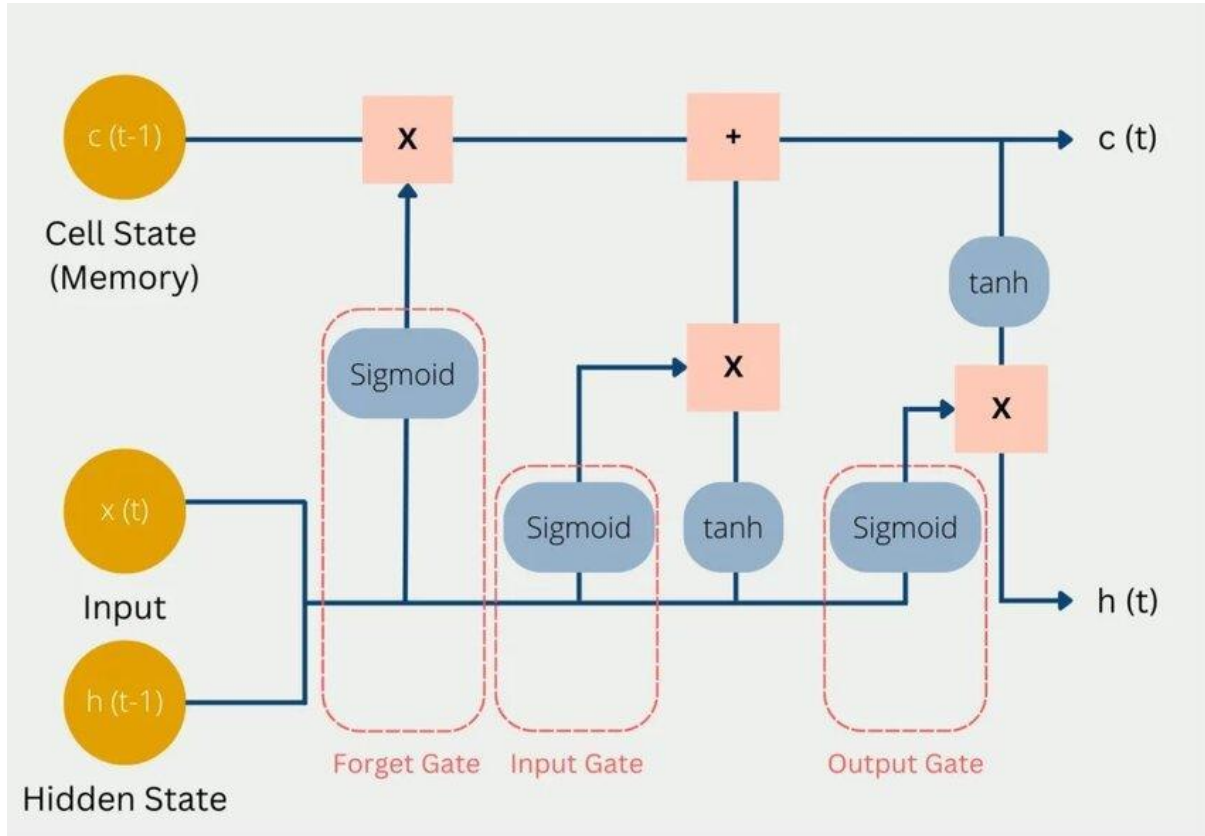 c (t-1)
X
+
c (t)
Cell State
(Memory)
tanh
Sigmoid
X
X
x (t)
Sigmoid
tanh
Sigmoid
Input
h (t)
h (t-1)
Forget Gate
Input Gate
Output Gate
Hidden State